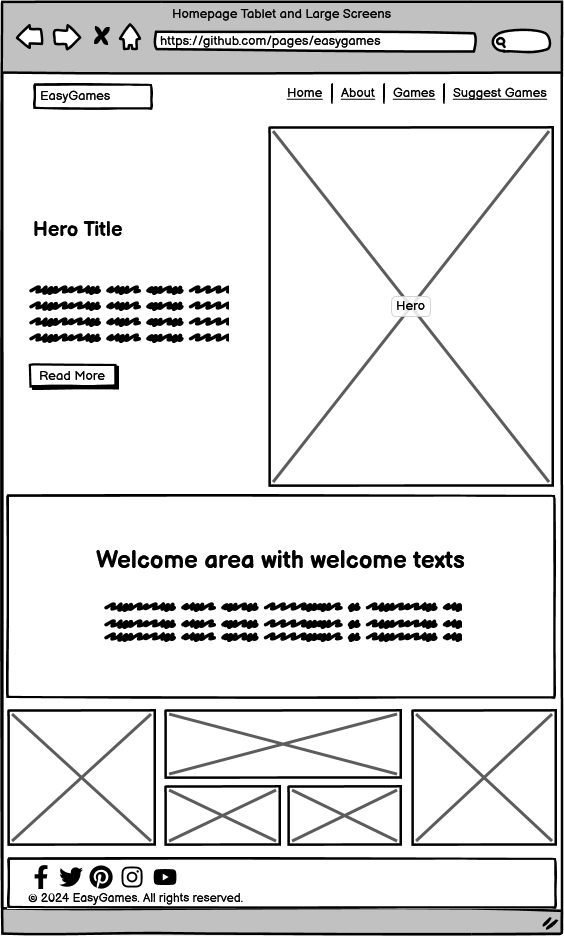 Homepage Tablet and Large Screens
https://github.com/pages/easygames
EasyGames
Home About Games Suggest Games
Hero Title
Hero
Read More
Welcome area with welcome texts
© 2024 EasyGames. All rights reserved.